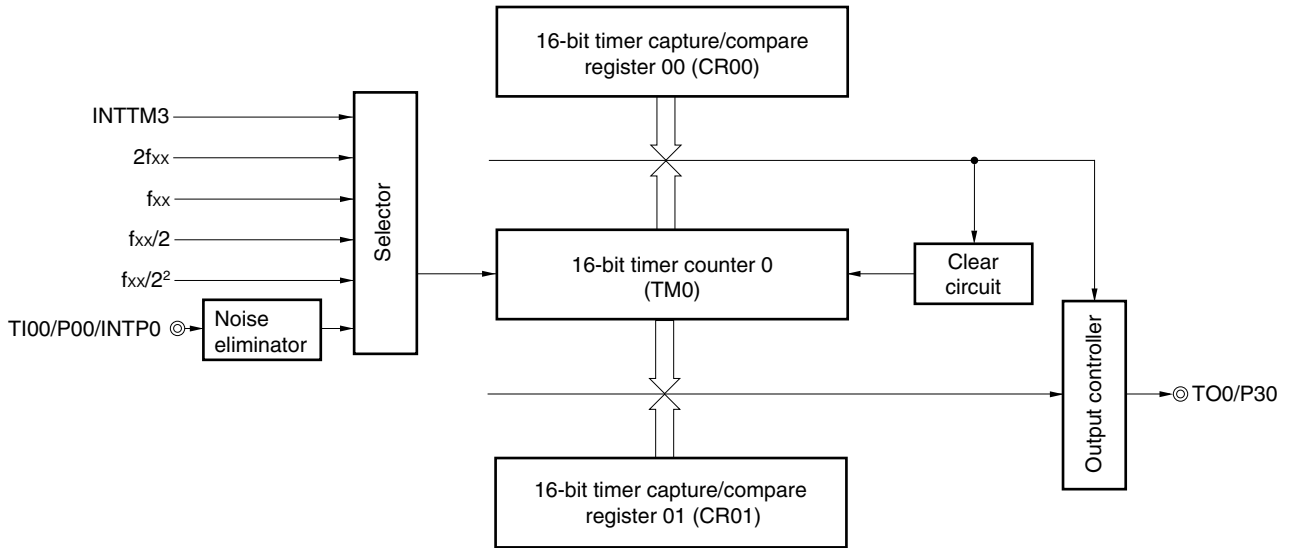 16-bit timer capture/compare
register 00 (CR00)
INTTM3
2fxx
fxx
fxx/2
fxx/2²
TI00/P00/INTP0
Noise
eliminator
Selector
16-bit timer counter 0
(TM0)
Clear
circuit
Output controller
TO0/P30
16-bit timer capture/compare
register 01 (CR01)